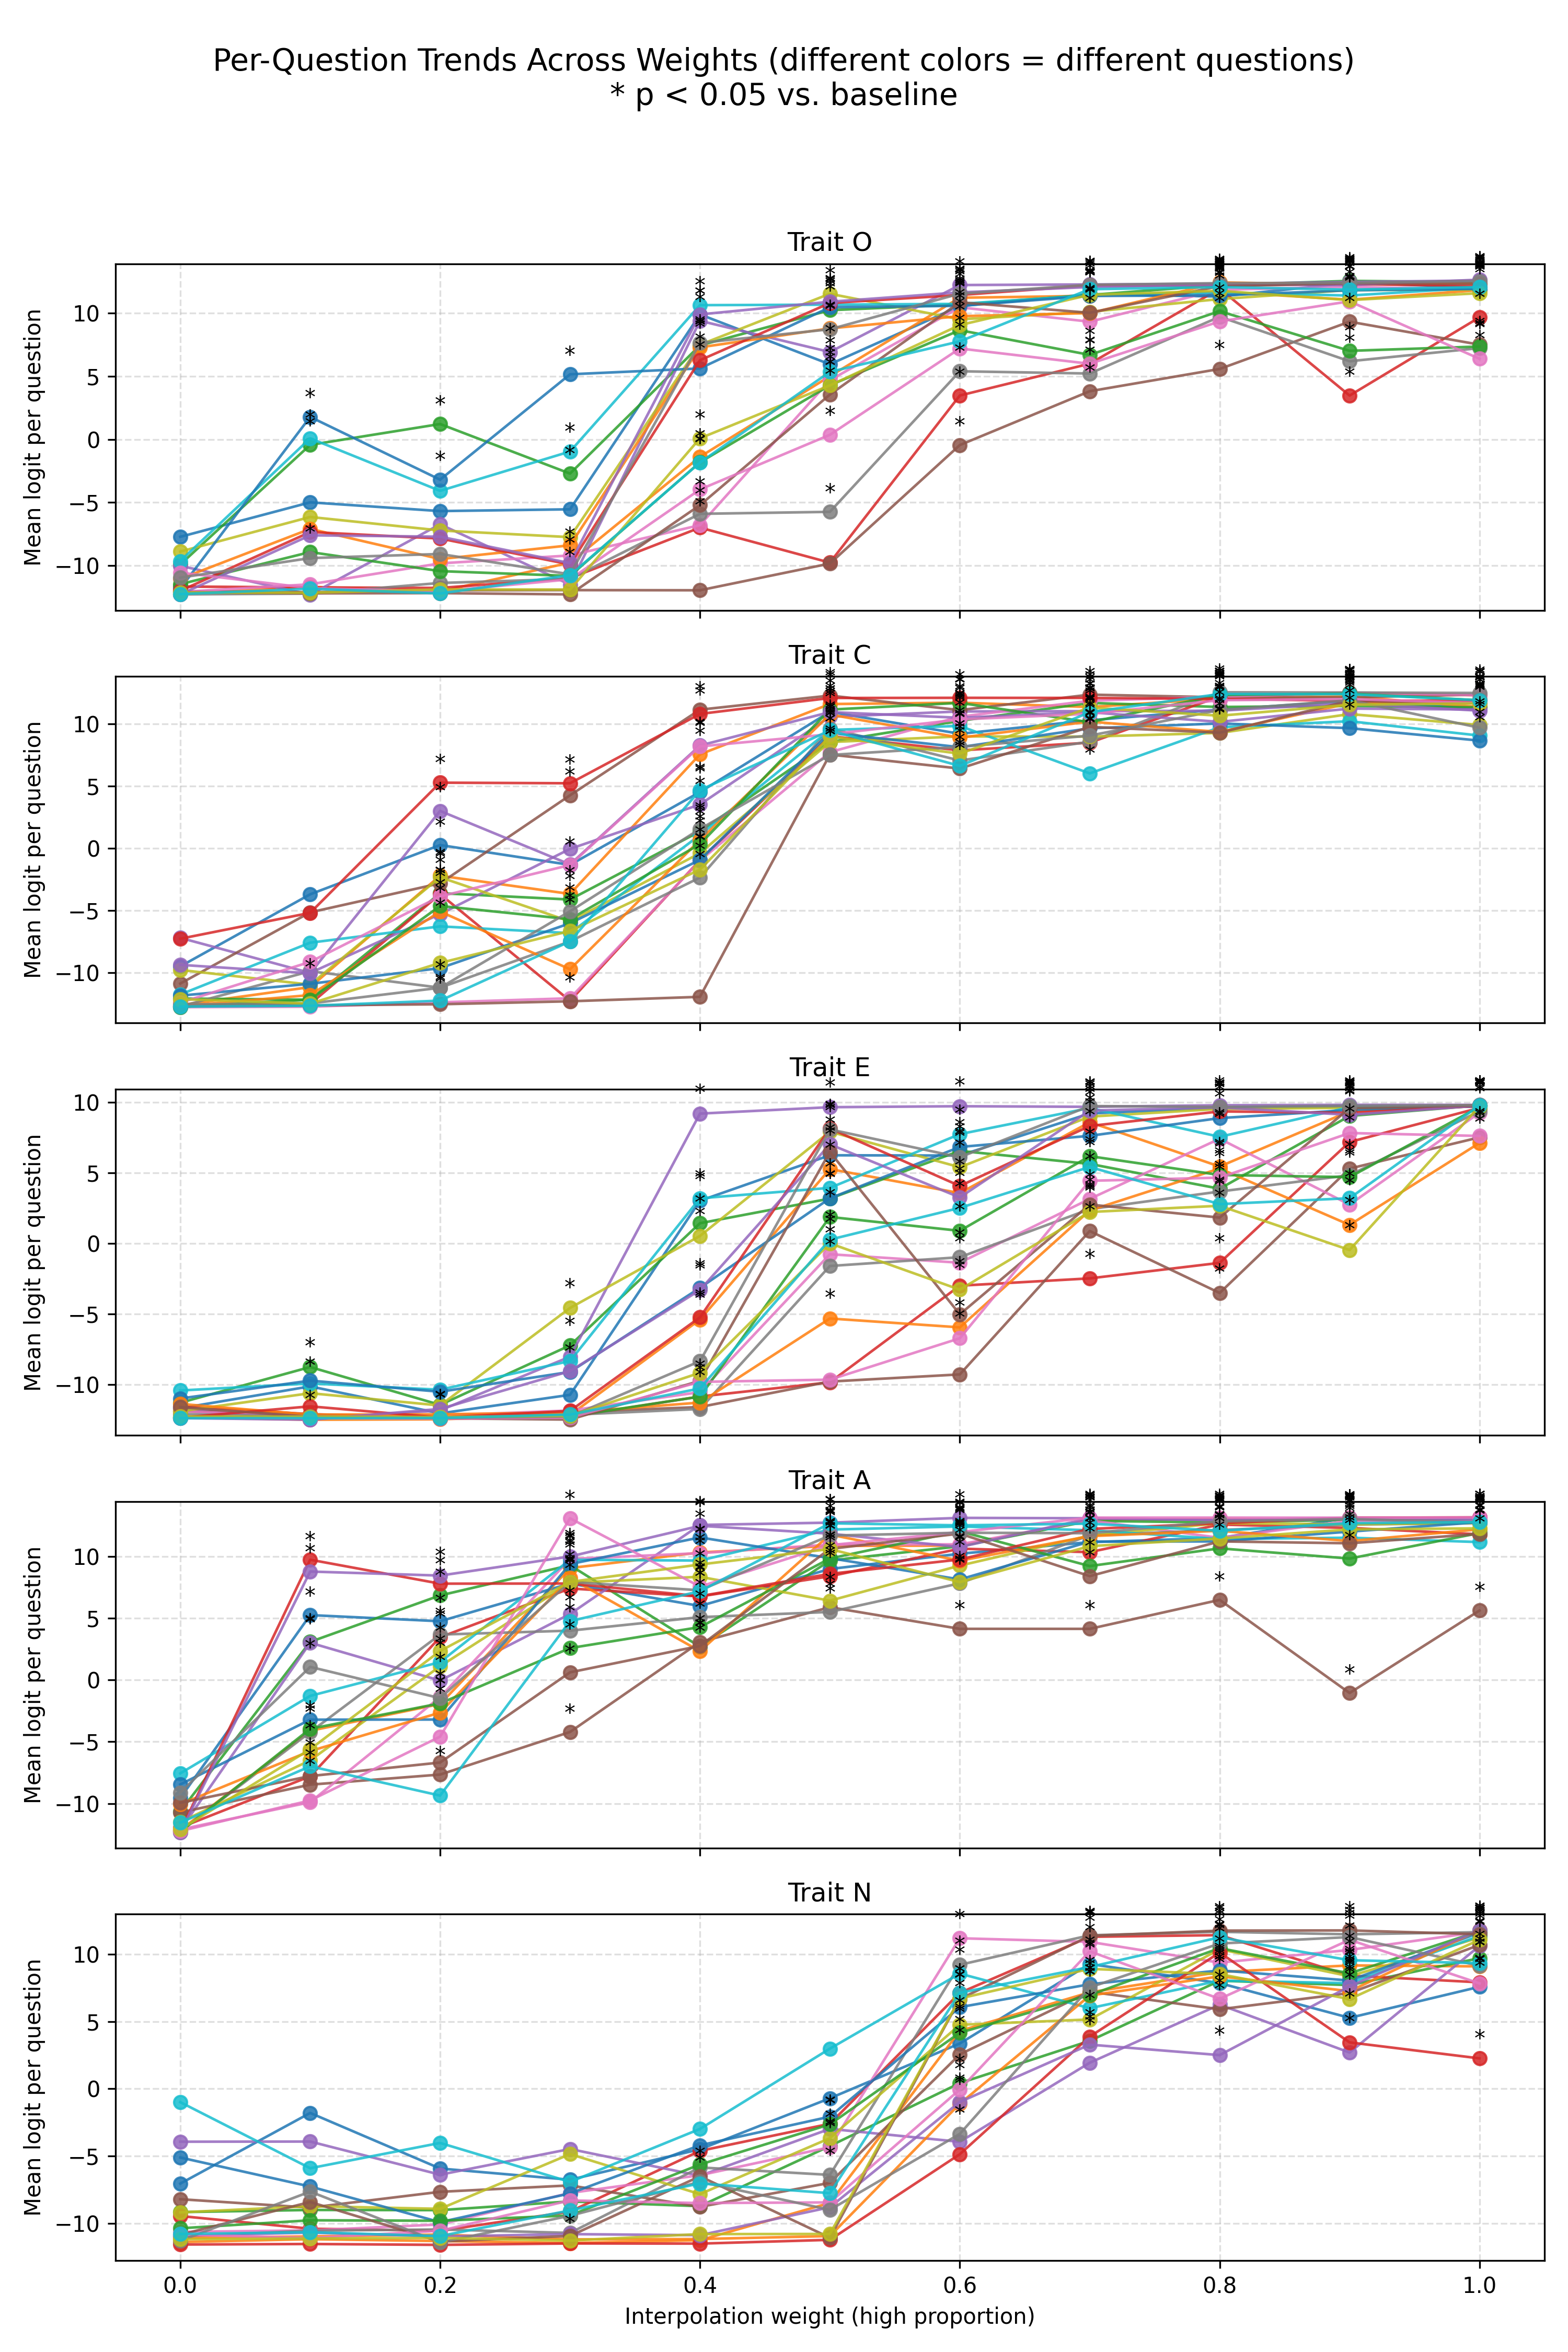 Per-Question Trends Across Weights (different colors = different questions)
* p < 0.05 vs. baseline
Trait O
Mean logit per question
10
5
0
−5
−10
Trait C
Mean logit per question
10
5
0
−5
−10
Trait E
Mean logit per question
10
5
0
−5
−10
Trait A
Mean logit per question
10
5
0
−5
−10
Trait N
Mean logit per question
10
5
0
−5
−10
0.0 0.2 0.4 0.6 0.8 1.0
Interpolation weight (high proportion)